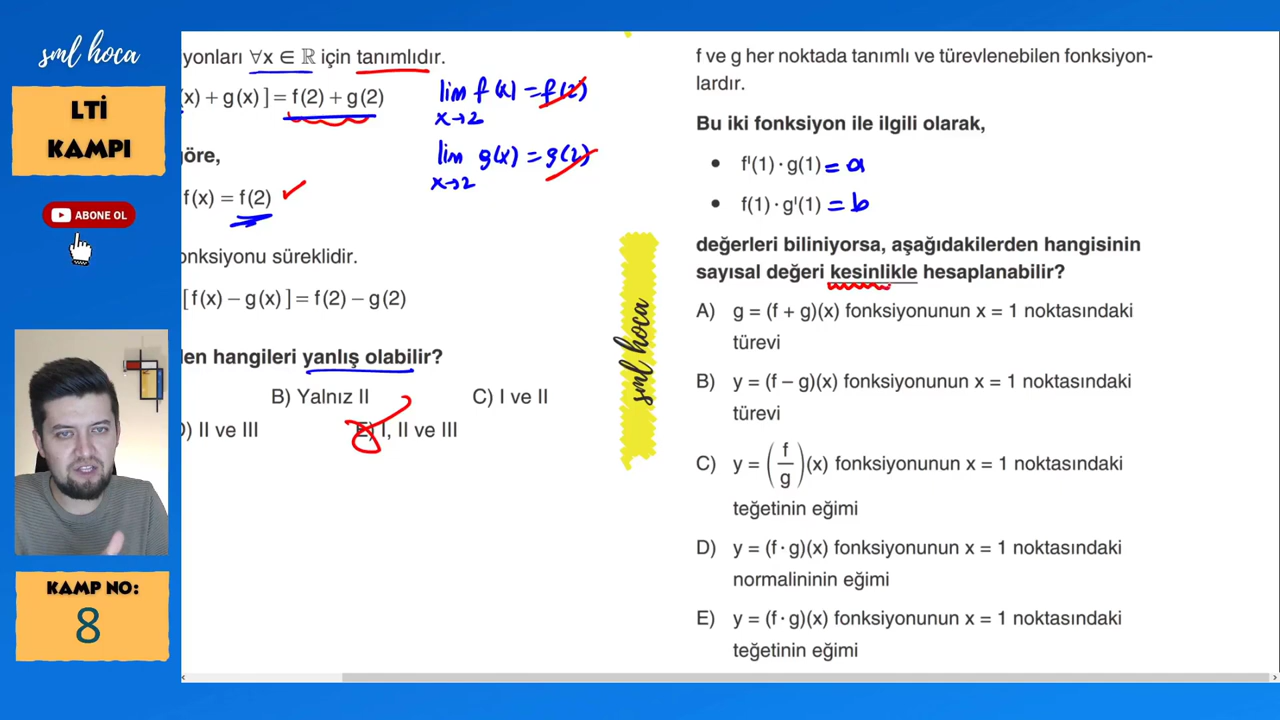 sml hoca
LTİ
KAMPI
ABONE OL
KAMP NO:
8
yonları ∀x ∈ ℝ için tanımlıdır.
(x) + g(x) ] = f(2) + g(2)
lim f(x) = f(2)
x→2
lim g(x) = g(2)
x→2
göre,
f(x) = f(2)
onksiyonu süreklidir.
[ f(x) – g(x) ] = f(2) – g(2)
den hangileri yanlış olabilir?
B) Yalnız II
C) I ve II
D) II ve III
E) I, II ve III
sml hoca
f ve g her noktada tanımlı ve türevlenebilen fonksiyon-
lardır.
Bu iki fonksiyon ile ilgili olarak,
• f'(1) · g(1) = a
• f(1) · g'(1) = b
değerleri biliniyorsa, aşağıdakilerden hangisinin
sayısal değeri kesinlikle hesaplanabilir?
A) g = (f + g)(x) fonksiyonunun x = 1 noktasındaki
türevi
B) y = (f – g)(x) fonksiyonunun x = 1 noktasındaki
türevi
C) y = (f/g)(x) fonksiyonunun x = 1 noktasındaki
teğetinin eğimi
D) y = (f · g)(x) fonksiyonunun x = 1 noktasındaki
normalininin eğimi
E) y = (f · g)(x) fonksiyonunun x = 1 noktasındaki
teğetinin eğimi